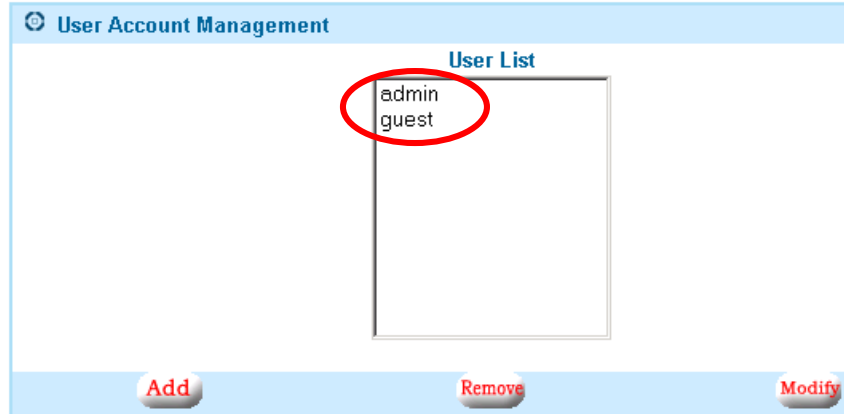 User Account Management
User List
admin
guest
Add
Remove
Modify